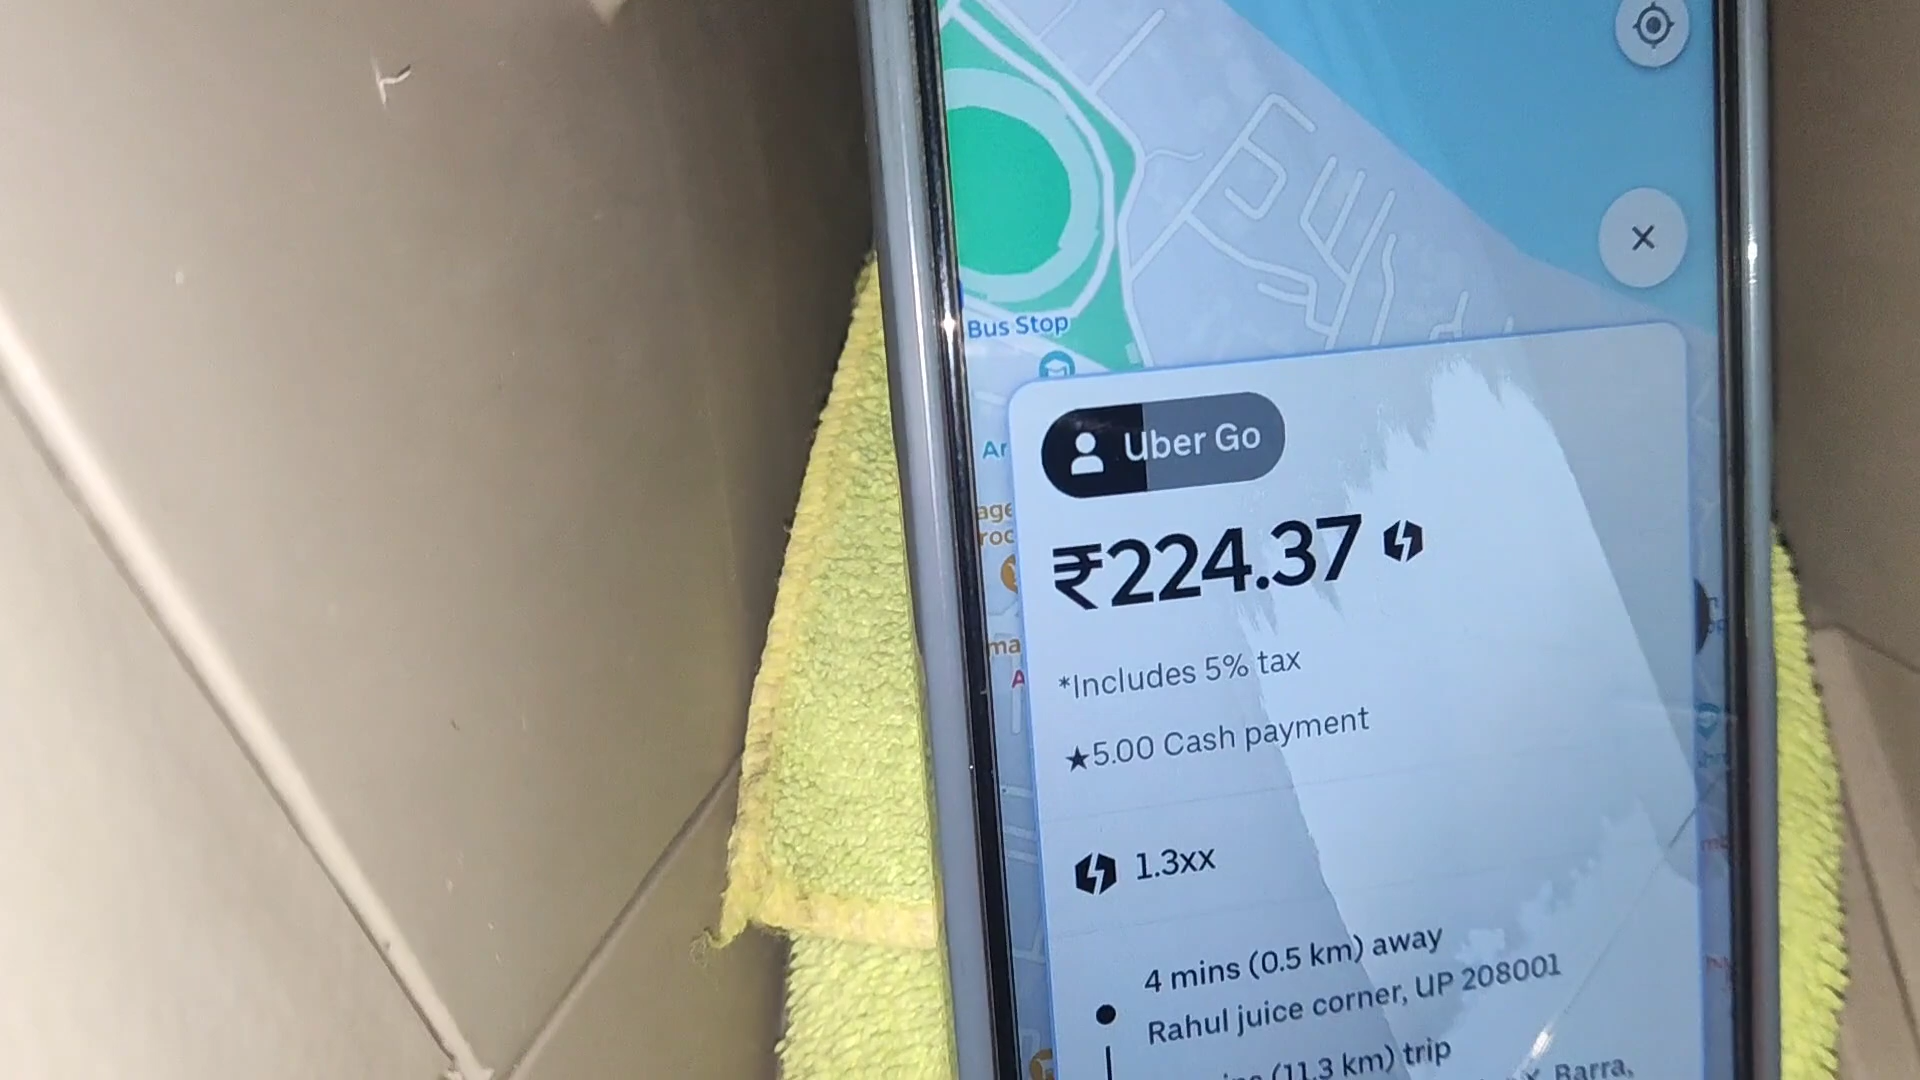 Bus Stop
Uber Go
₹224.37
*Includes 5% tax
★5.00 Cash payment
1.3xx
4 mins (0.5 km) away
Rahul juice corner, UP 208001
(11.3 km) trip
Barra,